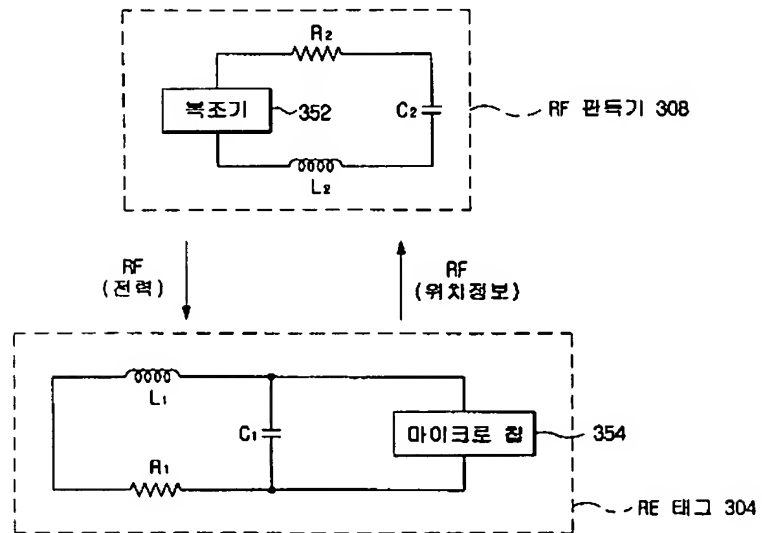 R₂
복조기
352
C₂
L₂
RF 판독기 308
RF
(전력)
RF
(위치정보)
L₁
C₁
R₁
마이크로 칩
354
RE 태그 304